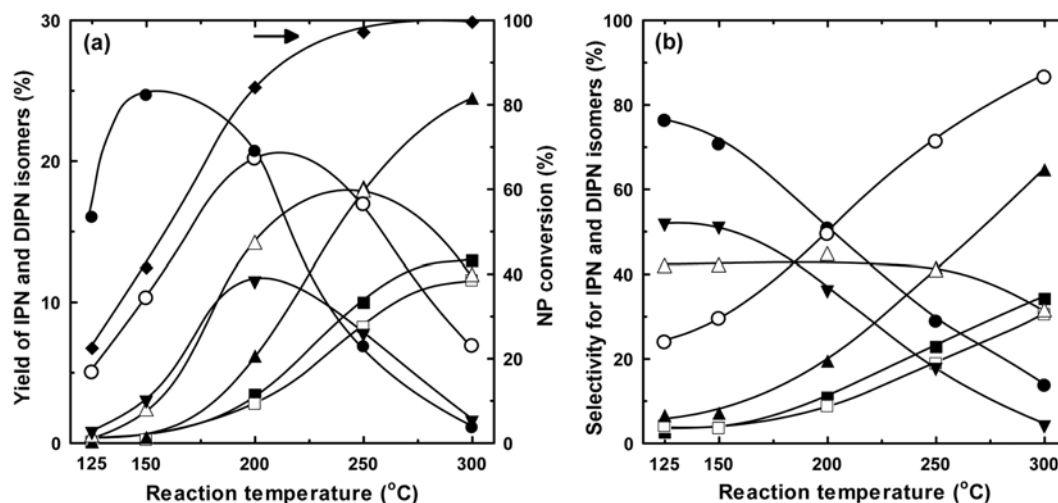 (a)
Yield of IPN and DIPN isomers (%)
30
20
10
0
100
80
60
40
20
0
NP conversion (%)
125 150 200 250 300
Reaction temperature (°C)
(b)
Selectivity for IPN and DIPN isomers (%)
100
80
60
40
20
0
125 150 200 250 300
Reaction temperature (°C)